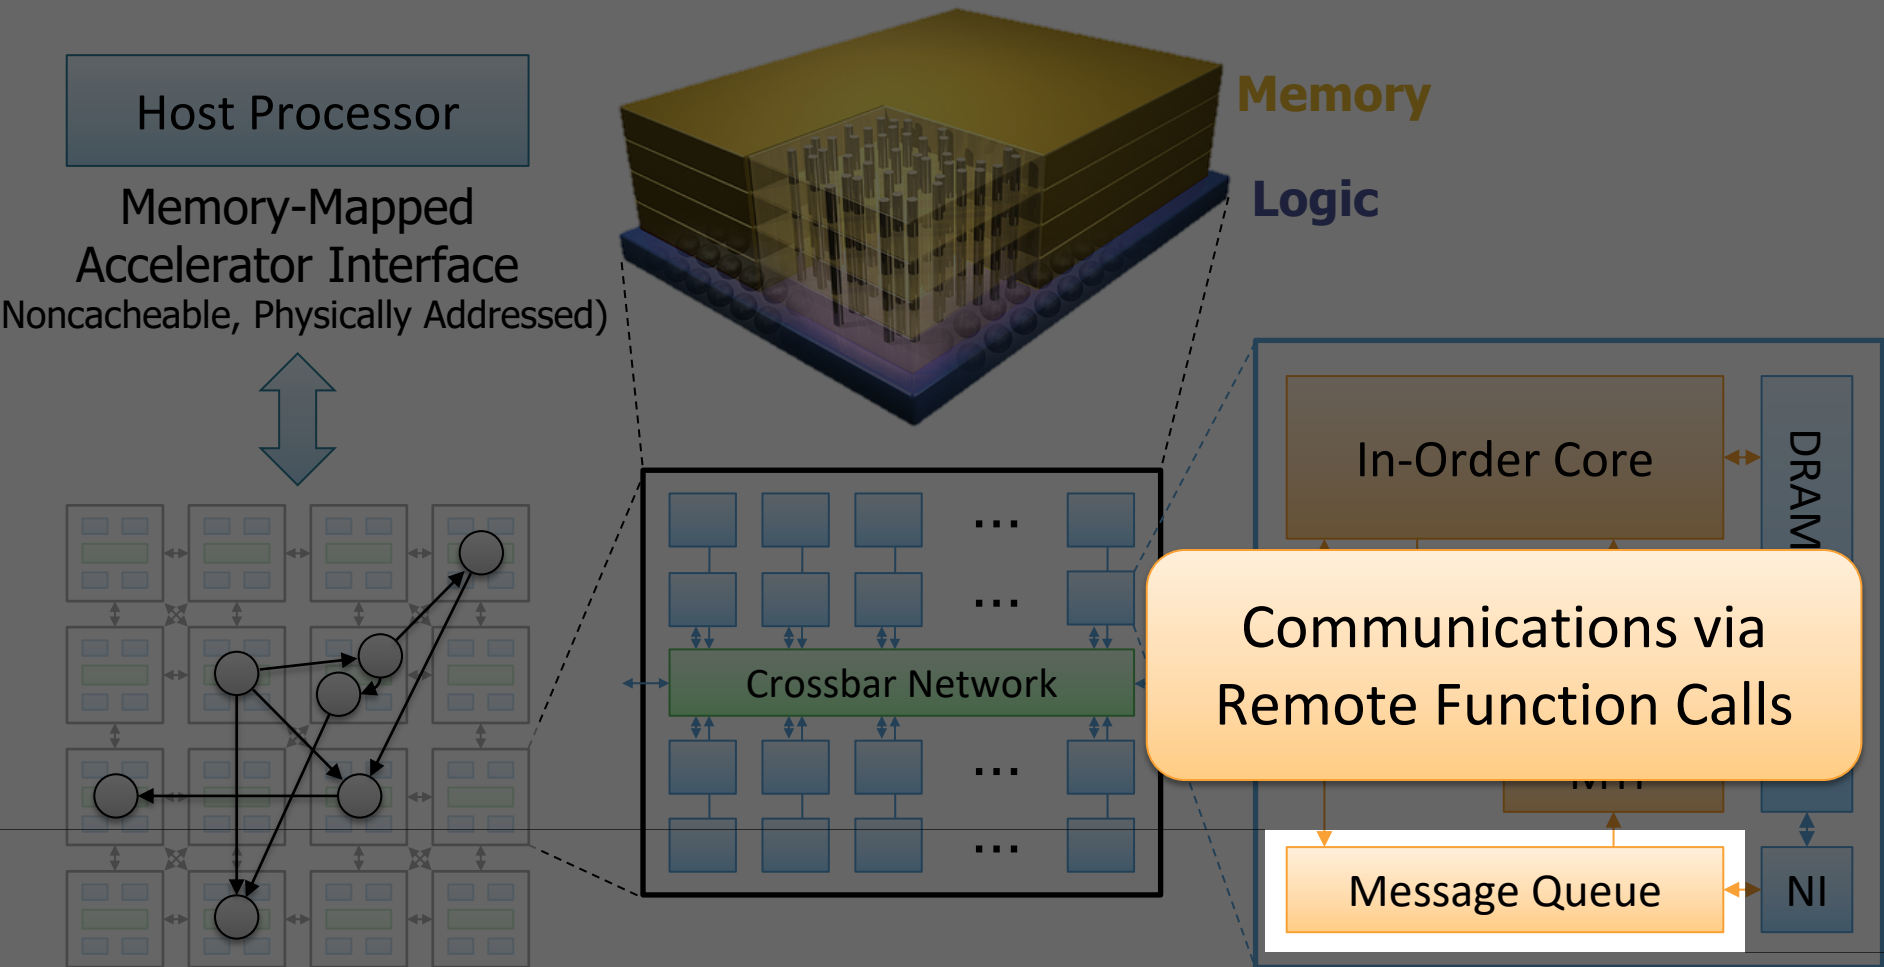 Host Processor
Memory-Mapped
Accelerator Interface
Noncacheable, Physically Addressed)
Memory
Logic
In-Order Core
DRAM
...
...
Crossbar Network
...
...
Communications via
Remote Function Calls
Message Queue
NI